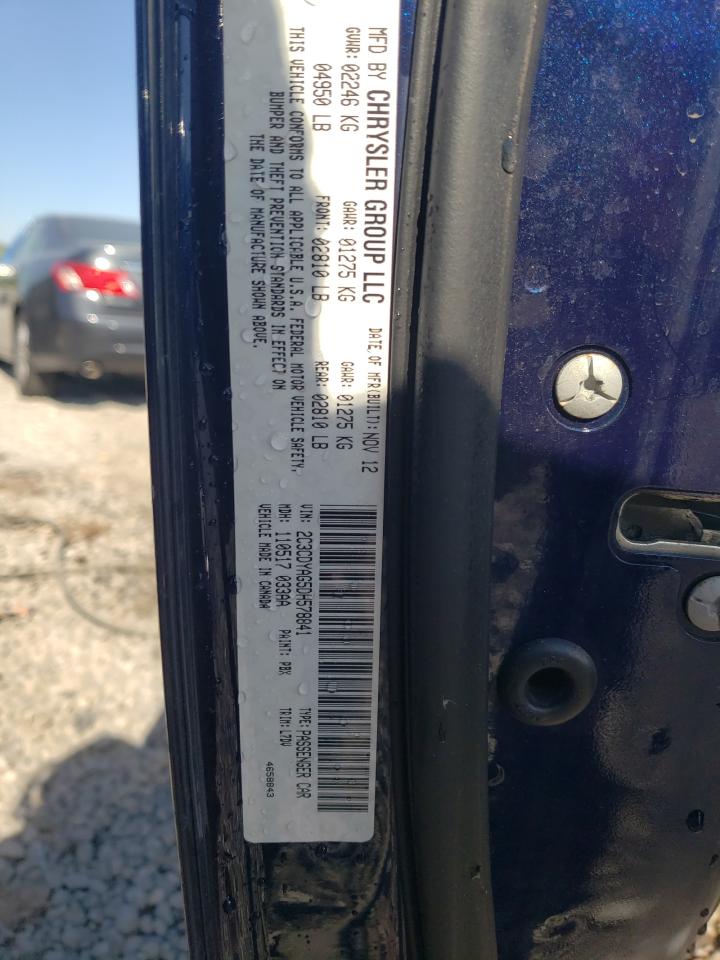 MFD BY CHRYSLER GROUP LLC DATE OF MFR(BUILT): NOV 12
GVWR: 02246 KG GAWR: 01275 KG GAWR: 01275 KG
04950 LB FRONT: 02810 LB REAR: 02810 LB
THIS VEHICLE CONFORMS TO ALL APPLICABLE U.S.A. FEDERAL MOTOR VEHICLE SAFETY,
BUMPER AND THEFT PREVENTION STANDARDS IN EFFECT ON
THE DATE OF MANUFACTURE SHOWN ABOVE.
VIN: 2C3CDYAG5DH578841 TYPE: PASSENGER CAR
MDH: 110517 033AA PAINT: PBX TRIM: L7DV
VEHICLE MADE IN CANADA 4658843